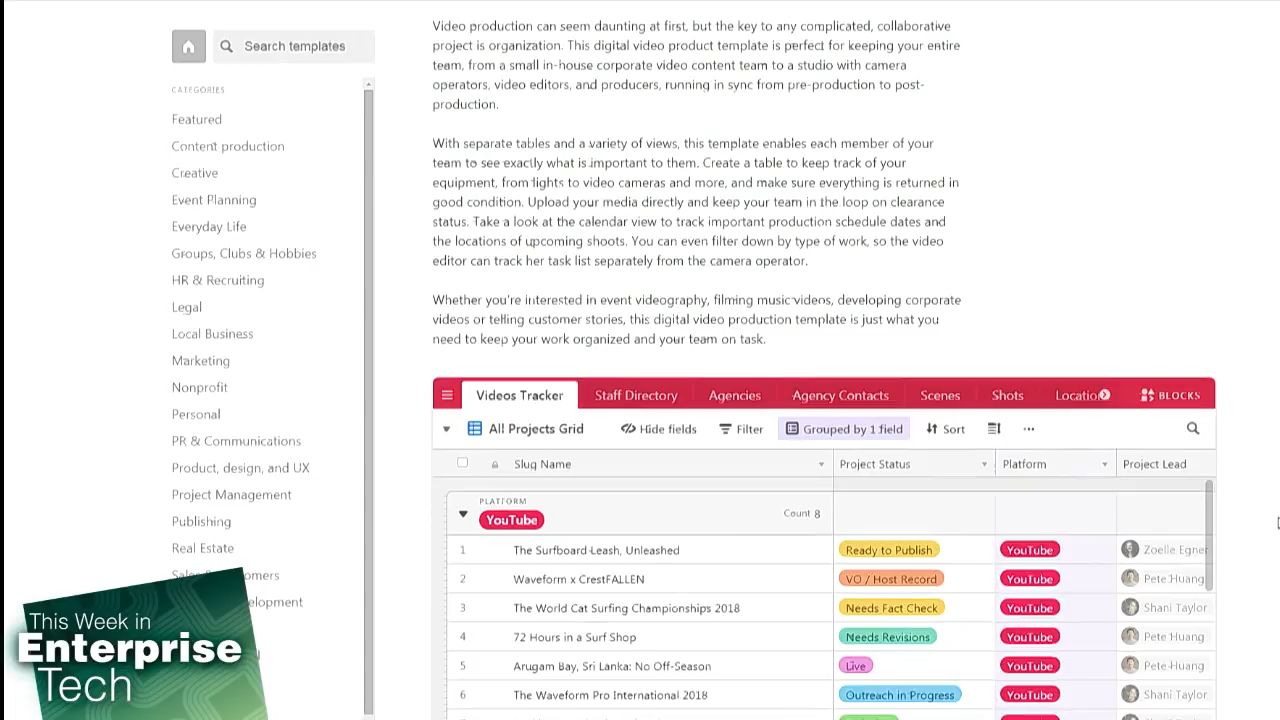 Search templates
CATEGORIES
Featured
Content production
Creative
Event Planning
Everyday Life
Groups, Clubs & Hobbies
HR & Recruiting
Legal
Local Business
Marketing
Nonprofit
Personal
PR & Communications
Product, design, and UX
Project Management
Publishing
Real Estate
This Week in
Enterprise
Tech
Video production can seem daunting at first, but the key to any complicated, collaborative
project is organization. This digital video product template is perfect for keeping your entire
team, from a small in-house corporate video content team to a studio with camera
operators, video editors, and producers, running in sync from pre-production to post-
production.
With separate tables and a variety of views, this template enables each member of your
team to see exactly what is important to them. Create a table to keep track of your
equipment, from lights to video cameras and more, and make sure everything is returned in
good condition. Upload your media directly and keep your team in the loop on clearance
status. Take a look at the calendar view to track important production schedule dates and
the locations of upcoming shoots. You can even filter down by type of work, so the video
editor can track her task list separately from the camera operator.
Whether you're interested in event videography, filming music videos, developing corporate
videos or telling customer stories, this digital video production template is just what you
need to keep your work organized and your team on task.
Videos Tracker Staff Directory Agencies Agency Contacts Scenes Shots Locatio BLOCKS
All Projects Grid Hide fields Filter Grouped by 1 field Sort ...
Slug Name Project Status Platform Project Lead
PLATFORM
YouTube Count 8
1 The Surfboard Leash, Unleashed Ready to Publish YouTube Zoelle Egner
2 Waveform x CrestFALLEN VO / Host Record YouTube Pete Huang
3 The World Cat Surfing Championships 2018 Needs Fact Check YouTube Shani Taylor
4 72 Hours in a Surf Shop Needs Revisions YouTube Pete Huang
5 Arugam Bay, Sri Lanka: No Off-Season Live YouTube Pete Huang
6 The Waveform Pro International 2018 Outreach in Progress YouTube Shani Taylor